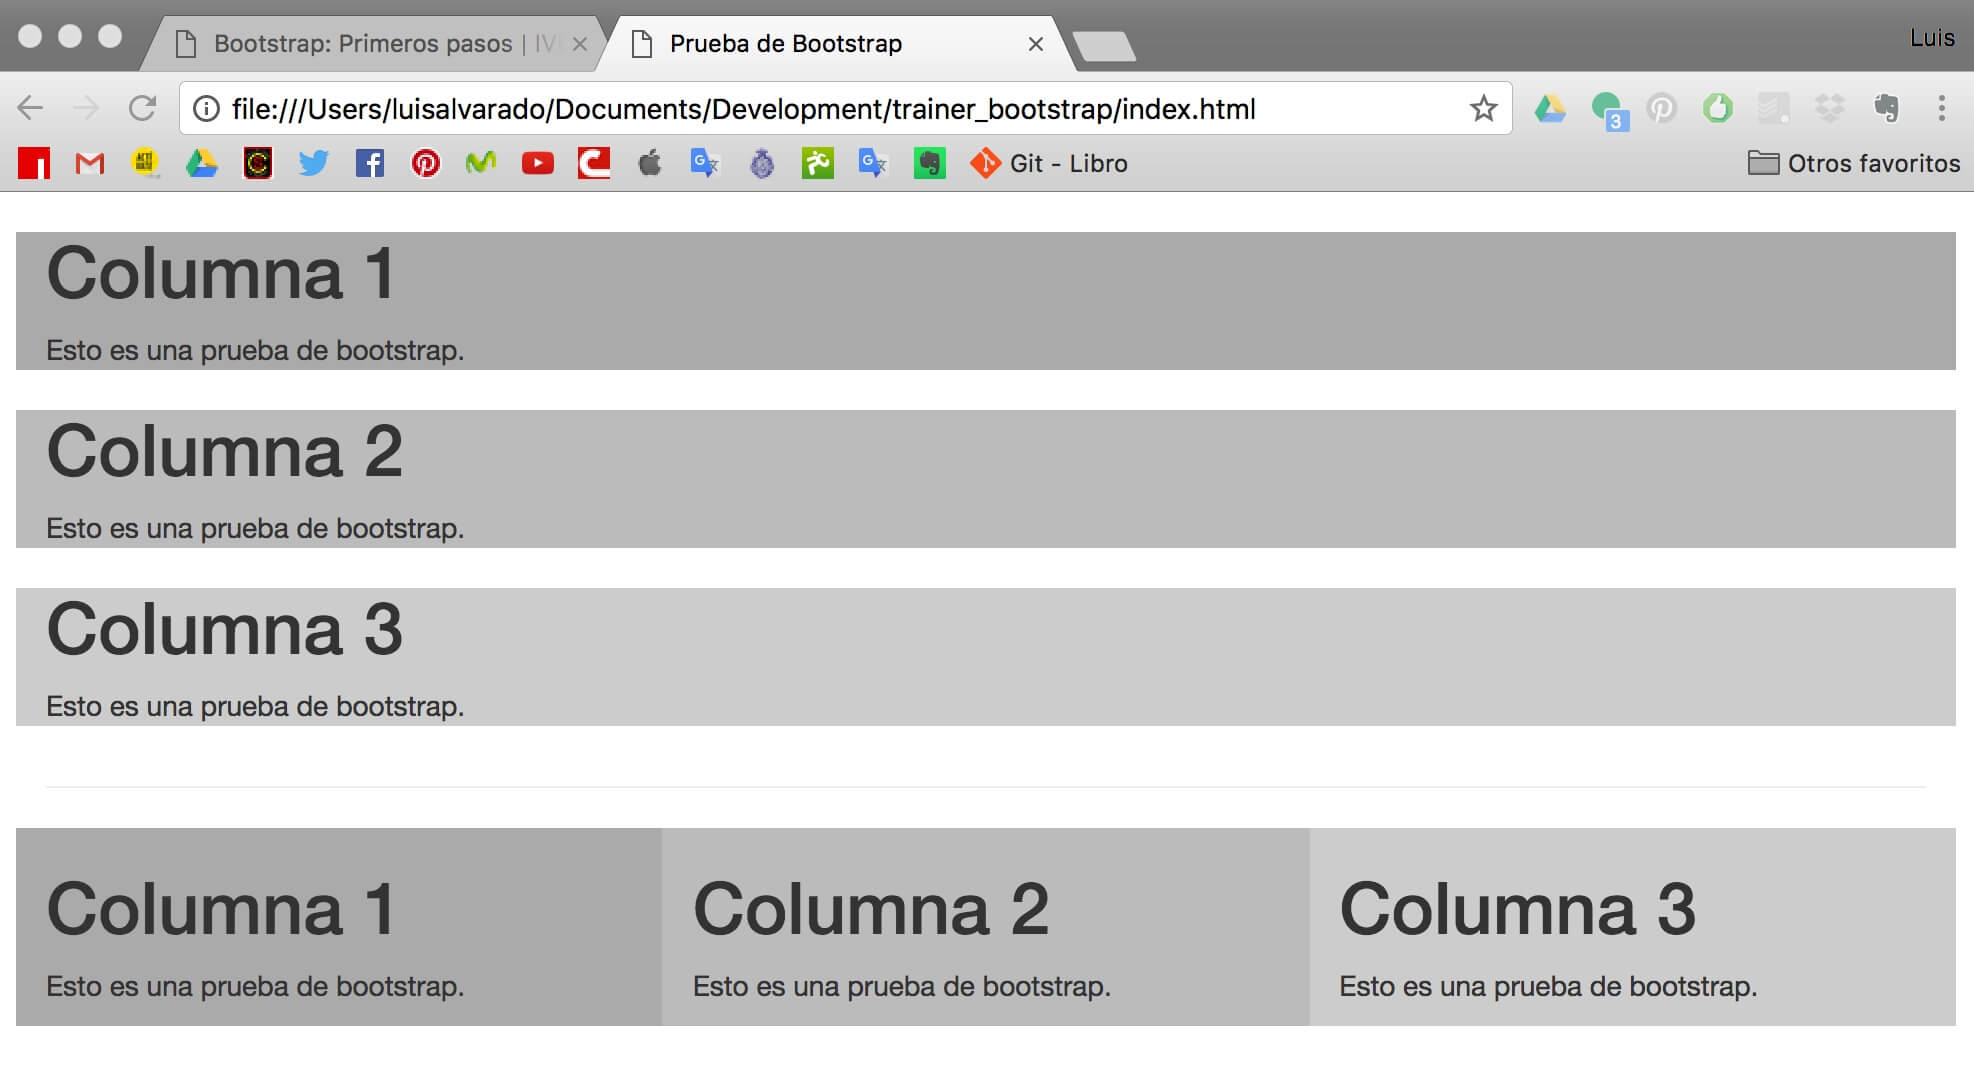 Bootstrap: Primeros pasos | IV
Prueba de Bootstrap
Luis
file:///Users/luisalvarado/Documents/Development/trainer_bootstrap/index.html
3
Git - Libro
Otros favoritos
Columna 1
Esto es una prueba de bootstrap.
Columna 2
Esto es una prueba de bootstrap.
Columna 3
Esto es una prueba de bootstrap.
Columna 1
Columna 2
Columna 3
Esto es una prueba de bootstrap.
Esto es una prueba de bootstrap.
Esto es una prueba de bootstrap.